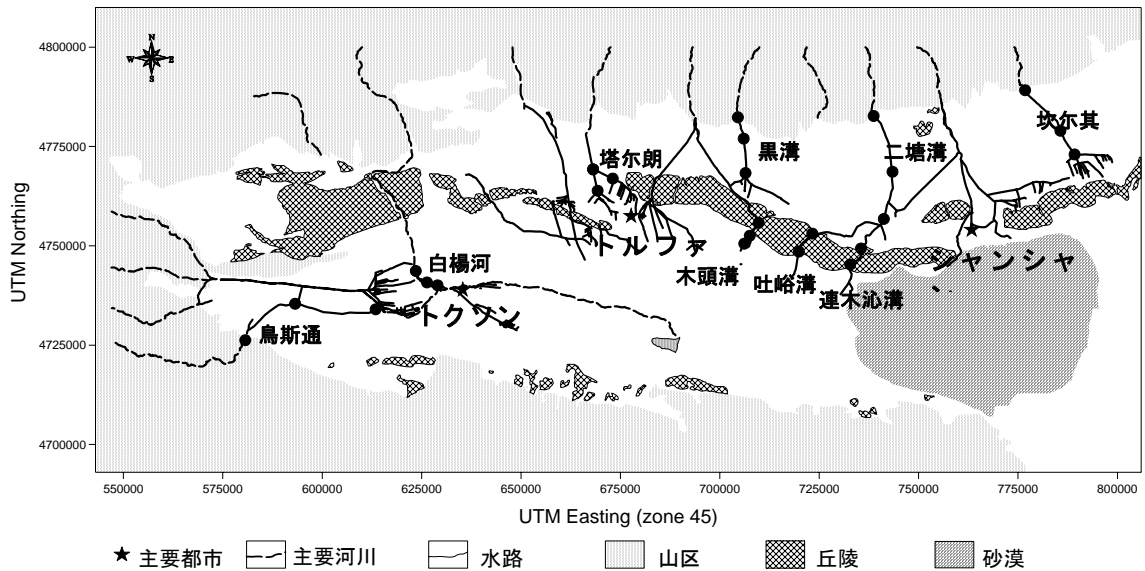 N
W
E
S
4800000
4775000
4750000
4725000
4700000
UTM Northing
坎尔其
黒溝
二塘溝
塔尔朗
トルファ
木頭溝
吐峪溝
連木沁溝
シャンシャ
白楊河
トクソン
鳥斯通
550000 575000 600000 625000 650000 675000 700000 725000 750000 775000 800000
UTM Easting (zone 45)
主要都市 主要河川 水路 山区 丘陵 砂漠